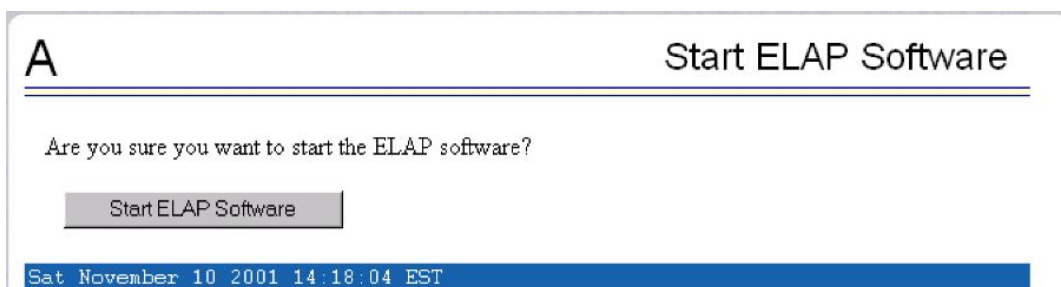 A
Start ELAP Software
Are you sure you want to start the ELAP software?
Start ELAP Software
Sat November 10 2001 14:18:04 EST